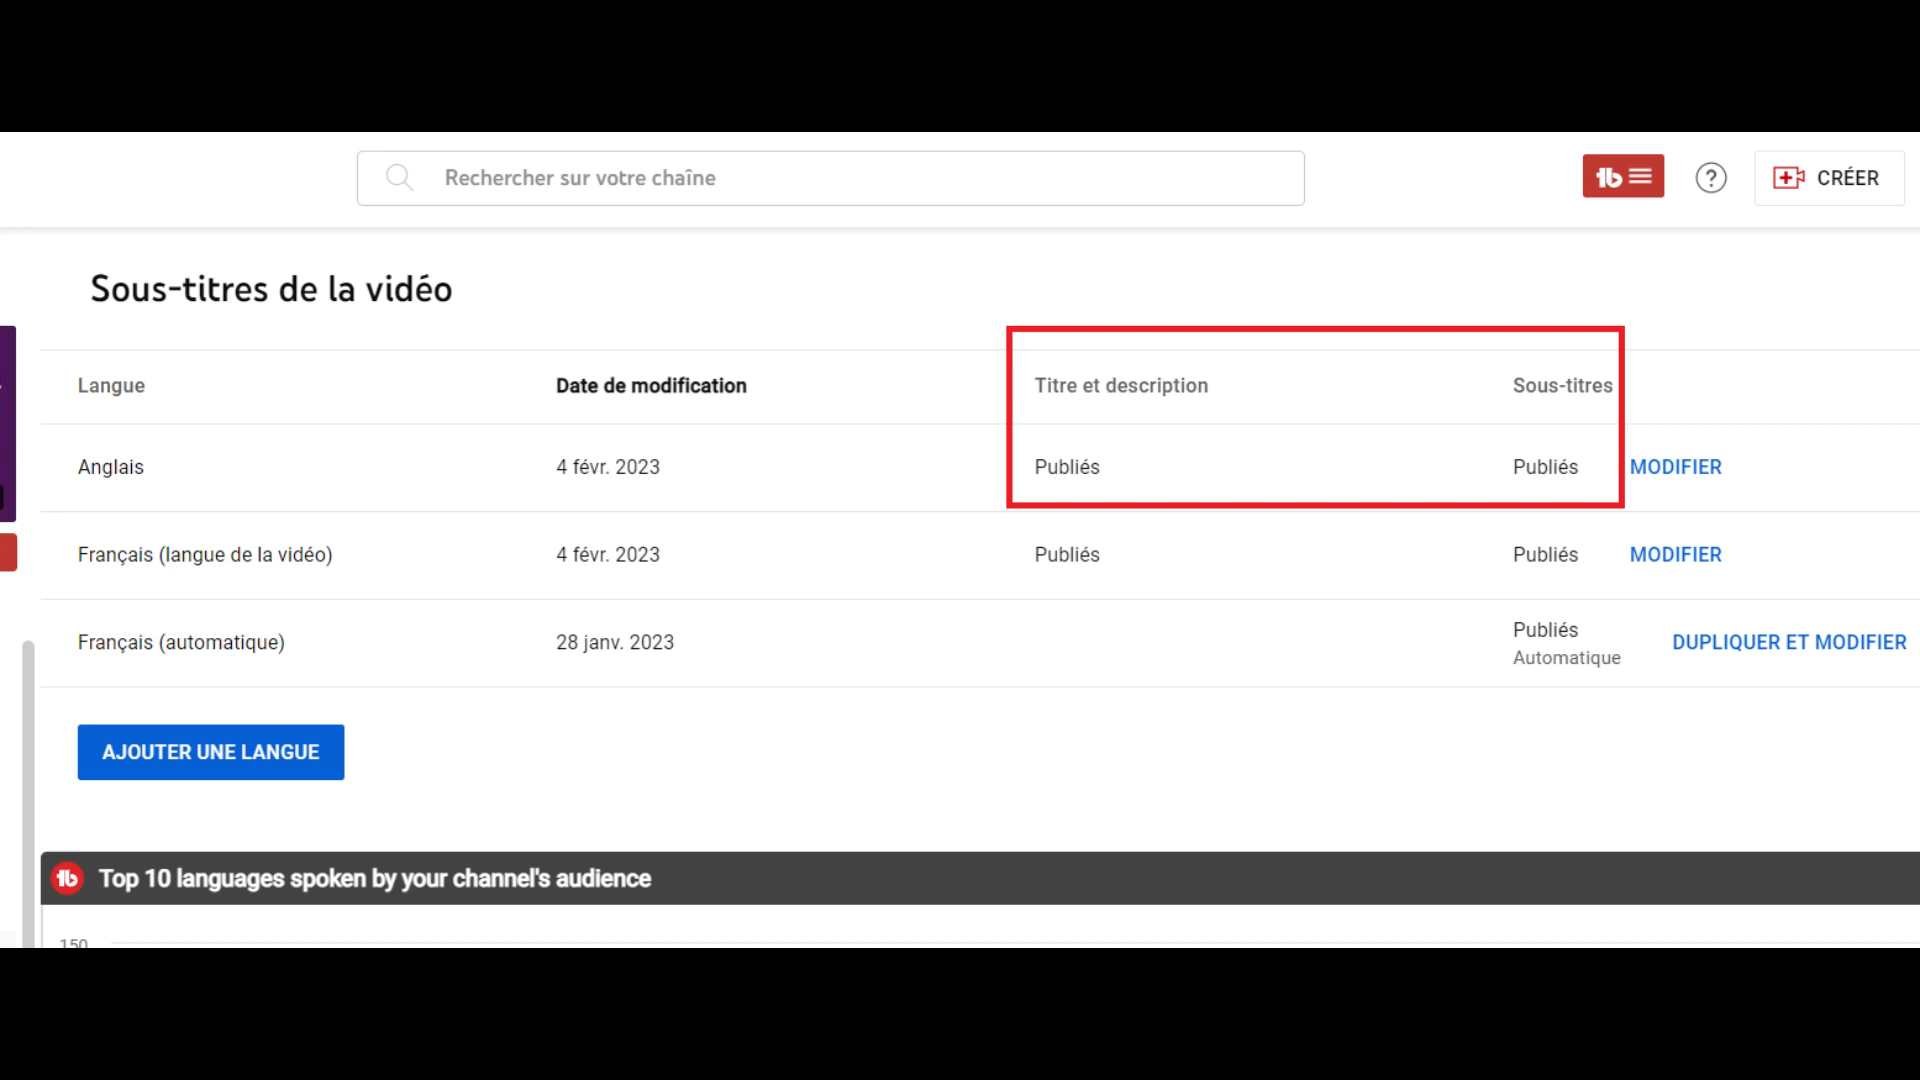 Rechercher sur votre chaîne
CRÉER
Sous-titres de la vidéo
Langue Date de modification Titre et description Sous-titres
Anglais 4 févr. 2023 Publiés Publiés MODIFIER
Français (langue de la vidéo) 4 févr. 2023 Publiés Publiés MODIFIER
Français (automatique) 28 janv. 2023 Publiés DUPLIQUER ET MODIFIER
Automatique
AJOUTER UNE LANGUE
Top 10 languages spoken by your channel's audience
150